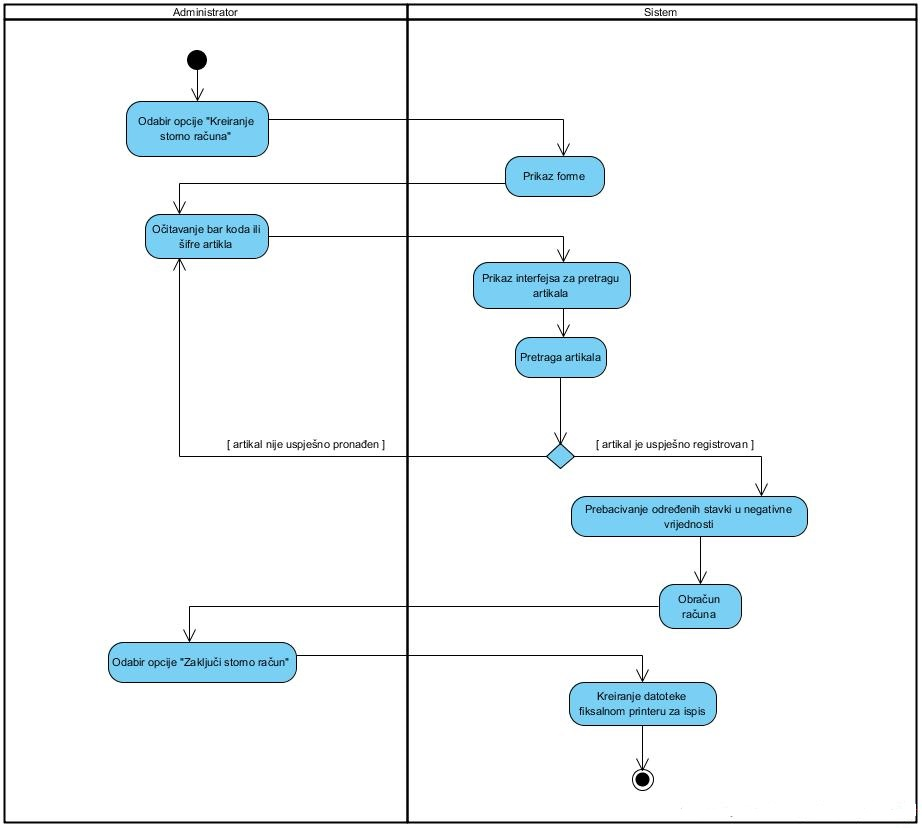 Administrator
Sistem
Odabir opcije "Kreiranje
storno računa"
Prikaz forme
Očitavanje bar koda ili
šifre artikla
Prikaz interfejsa za pretragu
artikala
Pretraga artikala
[ artikal nije uspješno pronađen ]
[ artikal je uspješno registrovan ]
Prebacivanje određenih stavki u negativne
vrijednosti
Obračun
računa
Odabir opcije "Zaključi storno račun"
Kreiranje datoteke
fiksalnom printeru za ispis